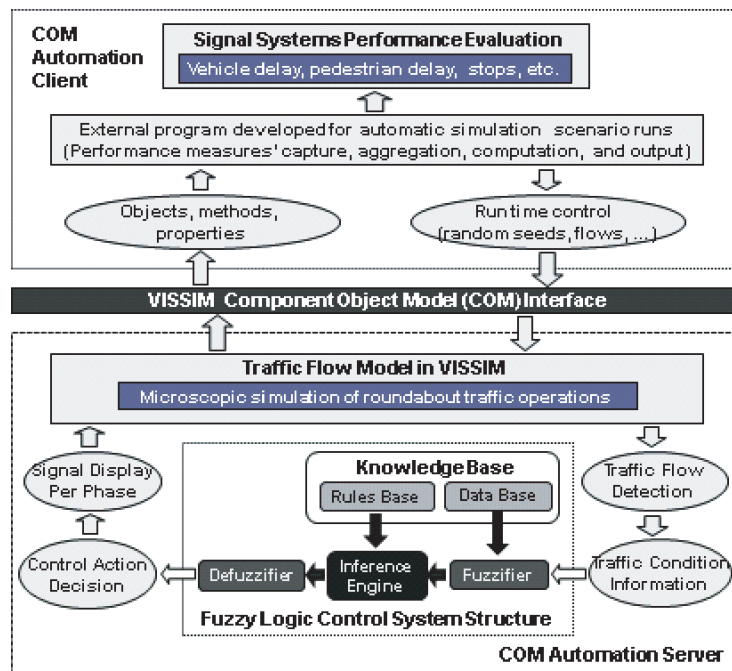 COM
Automation
Client
Signal Systems Performance Evaluation
Vehicle delay, pedestrian delay, stops, etc.
External program developed for automatic simulation scenario runs
(Performance measures' capture, aggregation, computation, and output)
Objects, methods,
properties
Runtime control
(random seeds, flows, ...)
VISSIM Component Object Model (COM) Interface
Traffic Flow Model in VISSIM
Microscopic simulation of roundabout traffic operations
Signal Display
Per Phase
Knowledge Base
Rules Base
Data Base
Traffic Flow
Detection
Control Action
Decision
Defuzzifier
Inference
Engine
Fuzzifier
Traffic Condition
Information
Fuzzy Logic Control System Structure
COM Automation Server